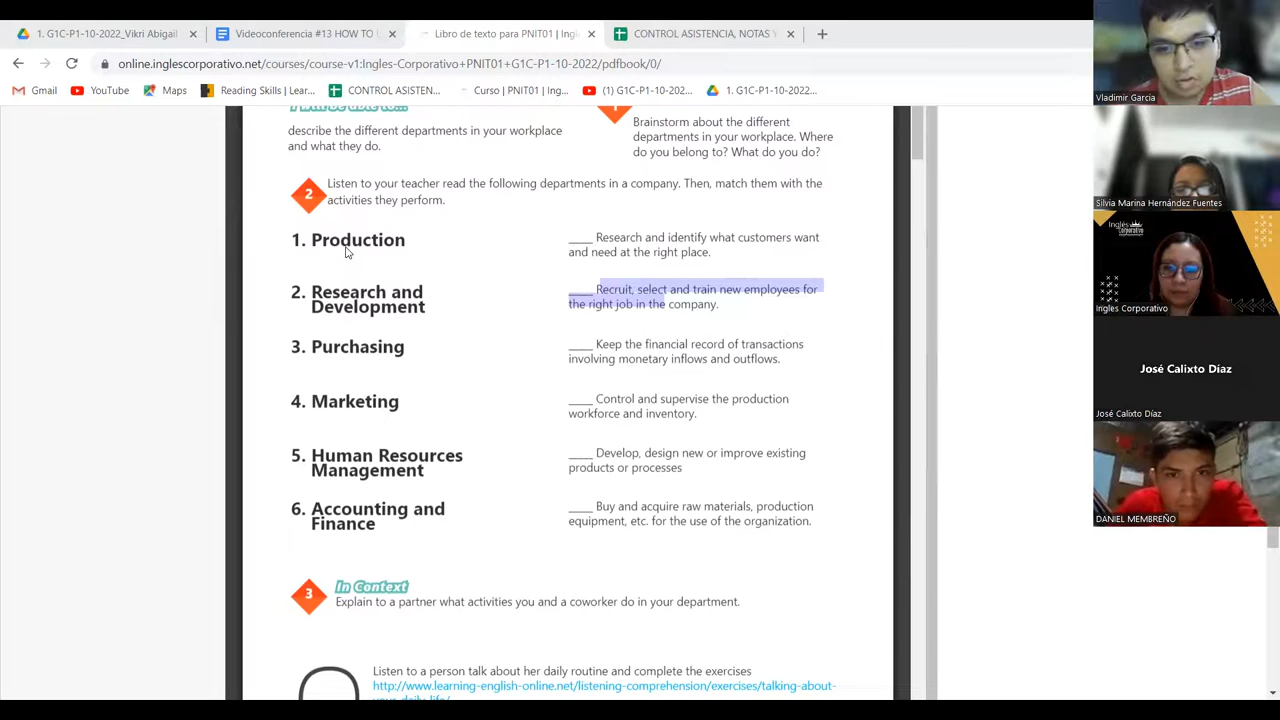 1. G1C-P1-10-2022_Vikri Abigail
Videoconferencia #13 HOW TO
Libro de texto para PNIT01 | Ingl
CONTROL ASISTENCIA, NOTAS Y
online.inglescorporativo.net/courses/course-v1:Ingles-Corporativo+PNIT01+G1C-P1-10-2022/pdfbook/0/
Gmail
YouTube
Maps
Reading Skills | Lear...
CONTROL ASISTEN...
Curso | PNIT01 | Ing...
(1) G1C-P1-10-202...
1. G1C-P1-10-2022...
I will be able to...
describe the different departments in your workplace
and what they do.
1
Brainstorm about the different
departments in your workplace. Where
do you belong to? What do you do?
2
Listen to your teacher read the following departments in a company. Then, match them with the
activities they perform.
1. Production
____ Research and identify what customers want
and need at the right place.
2. Research and
Development
____ Recruit, select and train new employees for
the right job in the company.
3. Purchasing
____ Keep the financial record of transactions
involving monetary inflows and outflows.
4. Marketing
____ Control and supervise the production
workforce and inventory.
5. Human Resources
Management
____ Develop, design new or improve existing
products or processes
6. Accounting and
Finance
____ Buy and acquire raw materials, production
equipment, etc. for the use of the organization.
3
In Context
Explain to a partner what activities you and a coworker do in your department.
Listen to a person talk about her daily routine and complete the exercises
http://www.learning-english-online.net/listening-comprehension/exercises/talking-about-
your-daily-life/
Vladimir Garcia
Silvia Marina Hernández Fuentes
Inglés
Corporativo
Ingles Corporativo
José Calixto Díaz
José Calixto Díaz
DANIEL MEMBREÑO